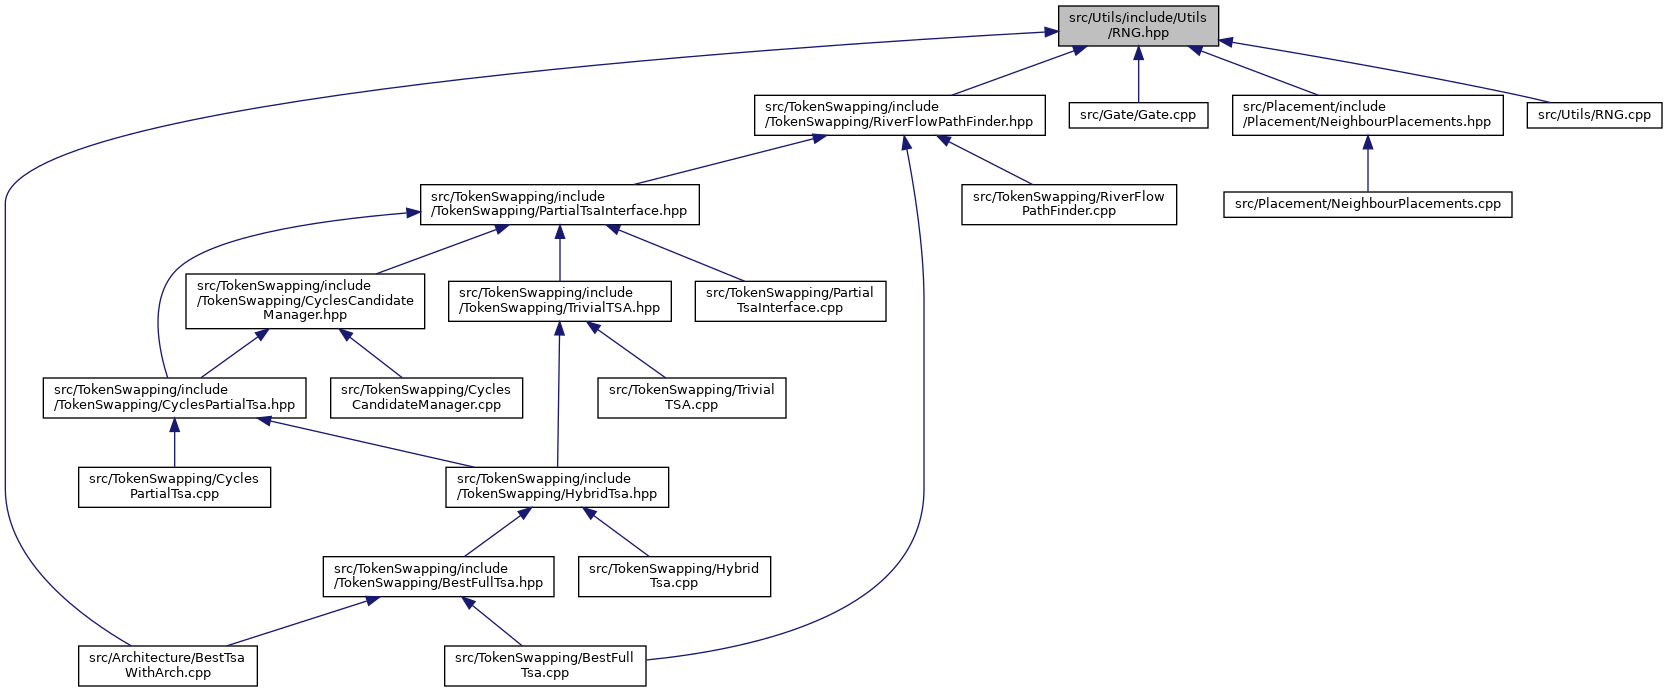 src/Utils/include/Utils
/RNG.hpp
src/TokenSwapping/include
/TokenSwapping/RiverFlowPathFinder.hpp
src/Gate/Gate.cpp
src/Placement/include
/Placement/NeighbourPlacements.hpp
src/Utils/RNG.cpp
src/TokenSwapping/include
/TokenSwapping/PartialTsaInterface.hpp
src/TokenSwapping/RiverFlow
PathFinder.cpp
src/Placement/NeighbourPlacements.cpp
src/TokenSwapping/include
/TokenSwapping/CyclesCandidate
Manager.hpp
src/TokenSwapping/include
/TokenSwapping/TrivialTSA.hpp
src/TokenSwapping/Partial
TsaInterface.cpp
src/TokenSwapping/include
/TokenSwapping/CyclesPartialTsa.hpp
src/TokenSwapping/Cycles
CandidateManager.cpp
src/TokenSwapping/Trivial
TSA.cpp
src/TokenSwapping/Cycles
PartialTsa.cpp
src/TokenSwapping/include
/TokenSwapping/HybridTsa.hpp
src/TokenSwapping/include
/TokenSwapping/BestFullTsa.hpp
src/TokenSwapping/Hybrid
Tsa.cpp
src/Architecture/BestTsa
WithArch.cpp
src/TokenSwapping/BestFull
Tsa.cpp